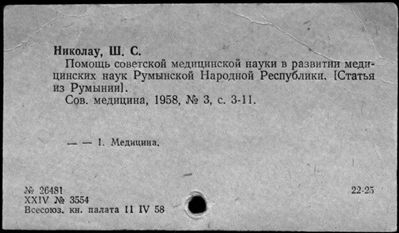 Николау, Ш. С.
Помощь советской медицинской науки в развитии меди-
цинских наук Румынской Народной Республики. [Статья
из Румынии].
Сов. медицина, 1958, № 3, с. 3-11.
— — 1. Медицина.
№ 26481
22-25
XXIV № 3554
Всесоюз. кн. палата 11 IV 58